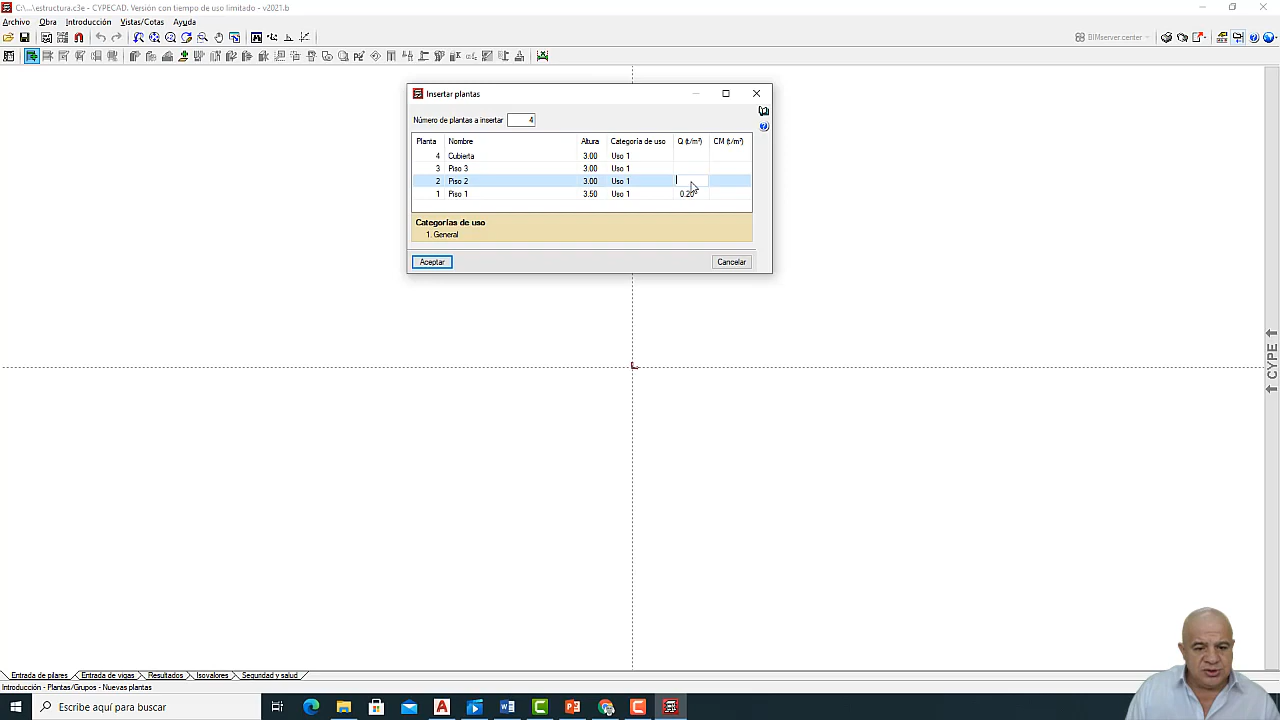 C:\...\estructura.c3e - CYPECAD. Versión con tiempo de uso limitado - v2021.b
Archivo Obra Introducción Vistas/Cotas Ayuda
BIMserver.center
Insertar plantas
Número de plantas a insertar 4
Planta Nombre Altura Categoría de uso Q (t/m²) CM (t/m²)
4 Cubierta 3.00 Uso 1
3 Piso 3 3.00 Uso 1
2 Piso 2 3.00 Uso 1
1 Piso 1 3.50 Uso 1 0.20
Categorías de uso
1. General
Aceptar Cancelar
CYPE
Entrada de pilares Entrada de vigas Resultados Isovalores Seguridad y salud
Introducción - Plantas/Grupos - Nuevas plantas
Escribe aquí para buscar